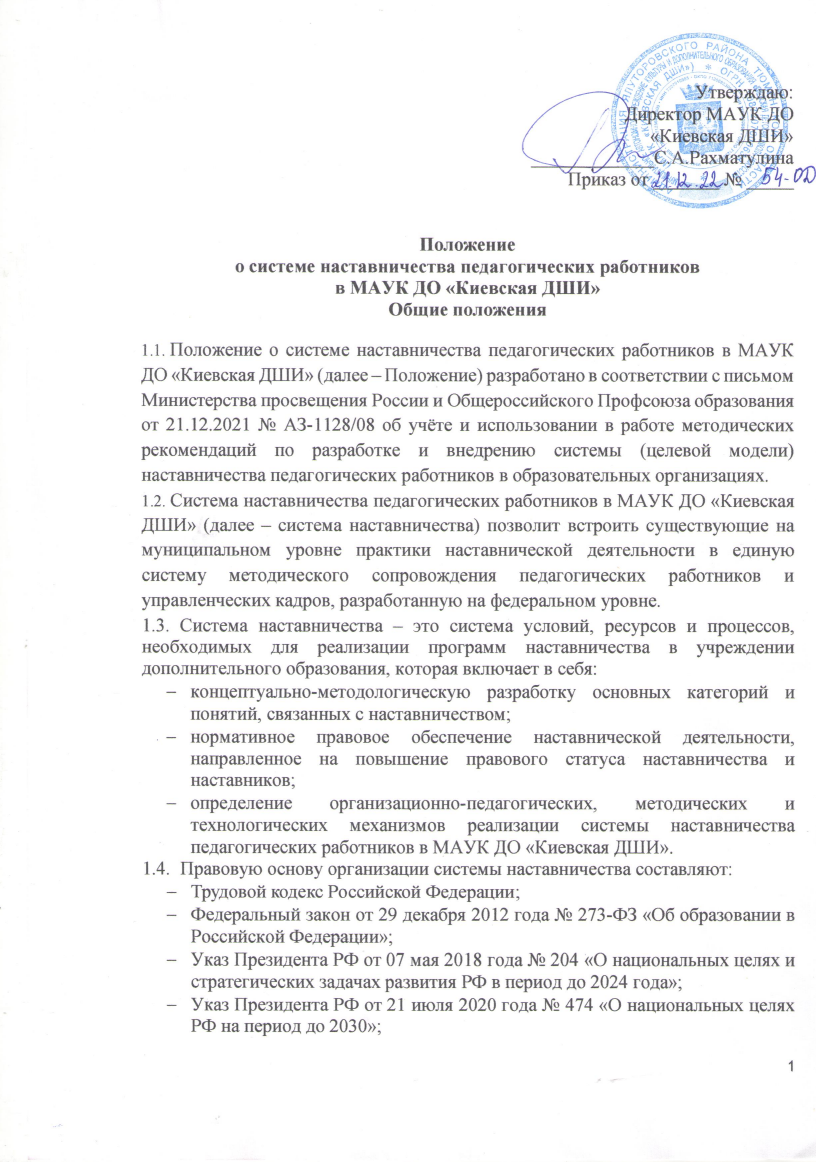 Утверждаю:
Директор МАУК ДО
«Киевская ДШИ»
С.А.Рахматулина
Приказ от 21.12.22 № 54-ОД
Положение
о системе наставничества педагогических работников
в МАУК ДО «Киевская ДШИ»
Общие положения
1.1. Положение о системе наставничества педагогических работников в МАУК
ДО «Киевская ДШИ» (далее – Положение) разработано в соответствии с письмом
Министерства просвещения России и Общероссийского Профсоюза образования
от 21.12.2021 № АЗ-1128/08 об учёте и использовании в работе методических
рекомендаций по разработке и внедрению системы (целевой модели)
наставничества педагогических работников в образовательных организациях.
1.2. Система наставничества педагогических работников в МАУК ДО «Киевская
ДШИ» (далее – система наставничества) позволит встроить существующие на
муниципальном уровне практики наставнической деятельности в единую
систему методического сопровождения педагогических работников и
управленческих кадров, разработанную на федеральном уровне.
1.3. Система наставничества – это система условий, ресурсов и процессов,
необходимых для реализации программ наставничества в учреждении
дополнительного образования, которая включает в себя:
– концептуально-методологическую разработку основных категорий и
понятий, связанных с наставничеством;
– нормативное правовое обеспечение наставнической деятельности,
направленное на повышение правового статуса наставничества и
наставников;
– определение организационно-педагогических, методических и
технологических механизмов реализации системы наставничества
педагогических работников в МАУК ДО «Киевская ДШИ».
1.4. Правовую основу организации системы наставничества составляют:
– Трудовой кодекс Российской Федерации;
– Федеральный закон от 29 декабря 2012 года № 273-ФЗ «Об образовании в
Российской Федерации»;
– Указ Президента РФ от 07 мая 2018 года № 204 «О национальных целях и
стратегических задачах развития РФ в период до 2024 года»;
– Указ Президента РФ от 21 июля 2020 года № 474 «О национальных целях
РФ на период до 2030»;
1